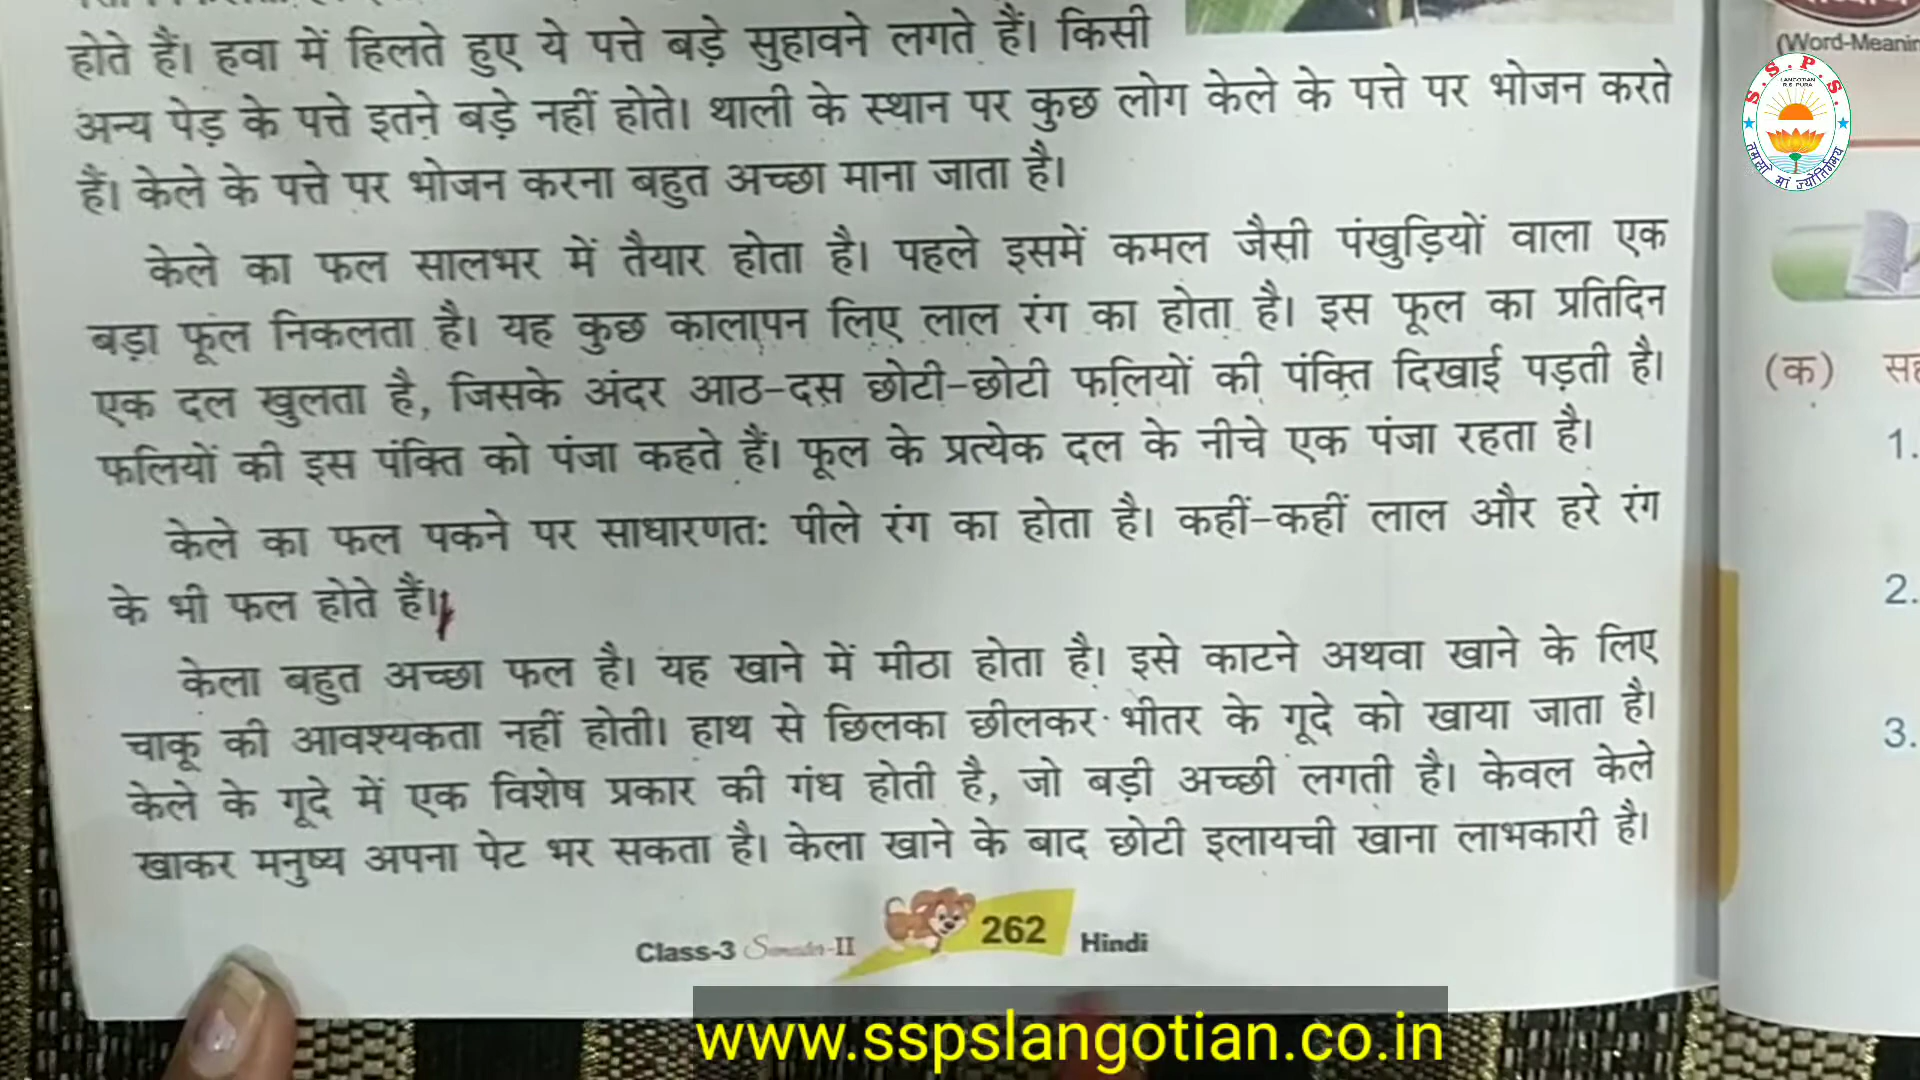 होते हैं। हवा में हिलते हुए ये पत्ते बड़े सुहावने लगते हैं। किसी
अन्य पेड़ के पत्ते इतने बड़े नहीं होते। थाली के स्थान पर कुछ लोग केले के पत्ते पर भोजन करते
हैं। केले के पत्ते पर भोजन करना बहुत अच्छा माना जाता है।
केले का फल सालभर में तैयार होता है। पहले इसमें कमल जैसी पंखुड़ियों वाला एक
बड़ा फूल निकलता है। यह कुछ कालापन लिए लाल रंग का होता है। इस फूल का प्रतिदिन
एक दल खुलता है, जिसके अंदर आठ-दस छोटी-छोटी फलियों की पंक्ति दिखाई पड़ती है।
फलियों की इस पंक्ति को पंजा कहते हैं। फूल के प्रत्येक दल के नीचे एक पंजा रहता है।
केले का फल पकने पर साधारणत: पीले रंग का होता है। कहीं-कहीं लाल और हरे रंग
के भी फल होते हैं।
केला बहुत अच्छा फल है। यह खाने में मीठा होता है। इसे काटने अथवा खाने के लिए
चाकू की आवश्यकता नहीं होती। हाथ से छिलका छीलकर भीतर के गूदे को खाया जाता है।
केले के गूदे में एक विशेष प्रकार की गंध होती है, जो बड़ी अच्छी लगती है। केवल केले
खाकर मनुष्य अपना पेट भर सकता है। केला खाने के बाद छोटी इलायची खाना लाभकारी है।
Class-3 Semester-II 262 Hindi
(Word-Meanin
S.S.P.S.
LANGOTIAN
R.S. PURA
तमसो मां ज्योतिर्गमय
(क)
1.
2.
3.
www.sspslangotian.co.in